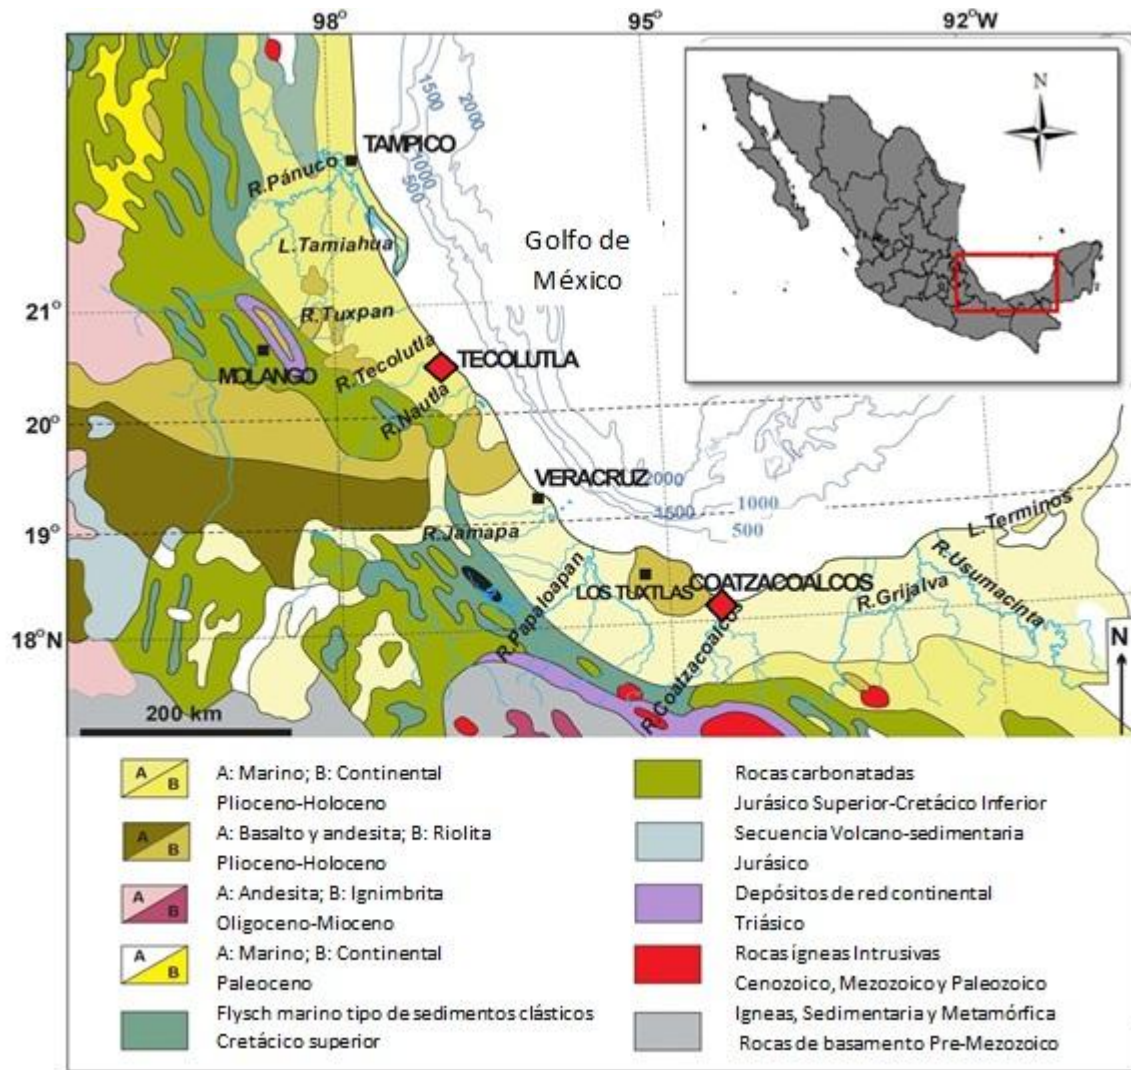 98° 95° 92°W
N
1500
2000
TAMPICO
1000
500
R.Pánuco
Golfo de
México
L.Tamiahua
21°
R.Tuxpan
TECOLUTLA
R.Tecolutla
MOLANGO
R.Nautla
20°
VERACRUZ
2000
1000
1500
500
19°
R.Jamapa
L.Terminos
R.Papaloapan
LOS TUXTLAS
COATZACOALCOS
R.Grijalva
R.Usumacinta
18°N
R.Coatzacoalcos
N
200 km
A B A: Marino; B: Continental
Plioceno-Holoceno
A B A: Basalto y andesita; B: Riolita
Plioceno-Holoceno
A B A: Andesita; B: Ignimbrita
Oligoceno-Mioceno
A B A: Marino; B: Continental
Paleoceno
Flysch marino tipo de sedimentos clásticos
Cretácico superior
Rocas carbonatadas
Jurásico Superior-Cretácico Inferior
Secuencia Volcano-sedimentaria
Jurásico
Depósitos de red continental
Triásico
Rocas ígneas Intrusivas
Cenozoico, Mezozoico y Paleozoico
Igneas, Sedimentaria y Metamórfica
Rocas de basamento Pre-Mezozoico